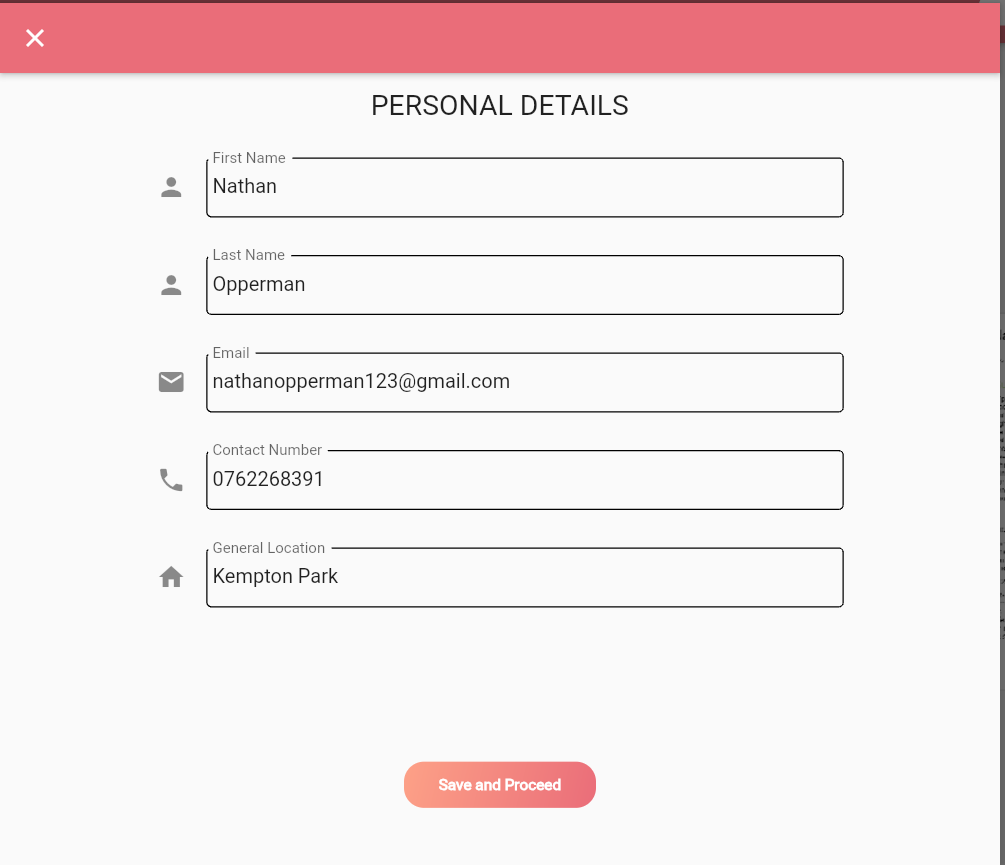 PERSONAL DETAILS
First Name
Nathan
Last Name
Opperman
Email
nathanopperman123@gmail.com
Contact Number
0762268391
General Location
Kempton Park
Save and Proceed